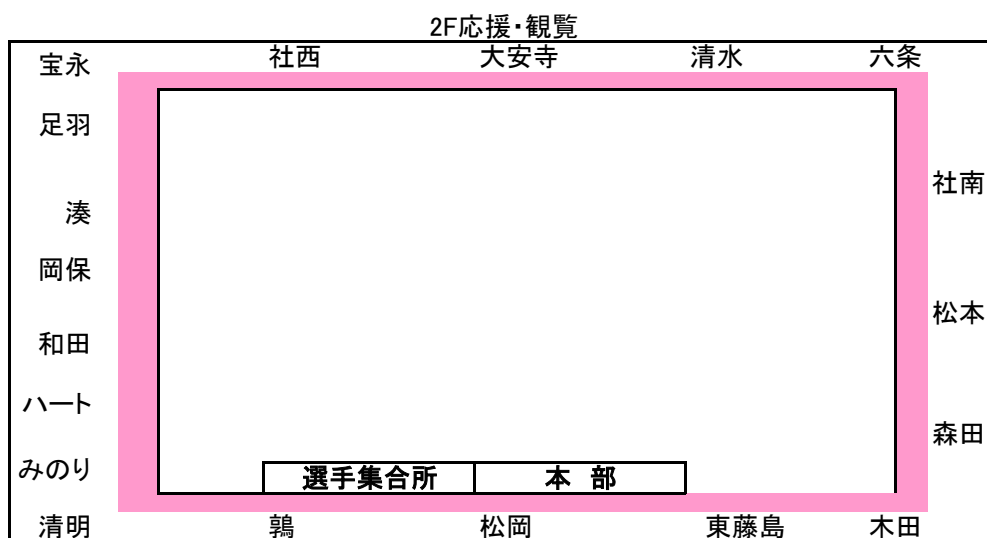 2F応援・観覧
宝永 社西 大安寺 清水 六条
足羽
社南
湊
岡保
松本
和田
ハート
森田
みのり
選手集合所 本 部
清明 鶉 松岡 東藤島 木田